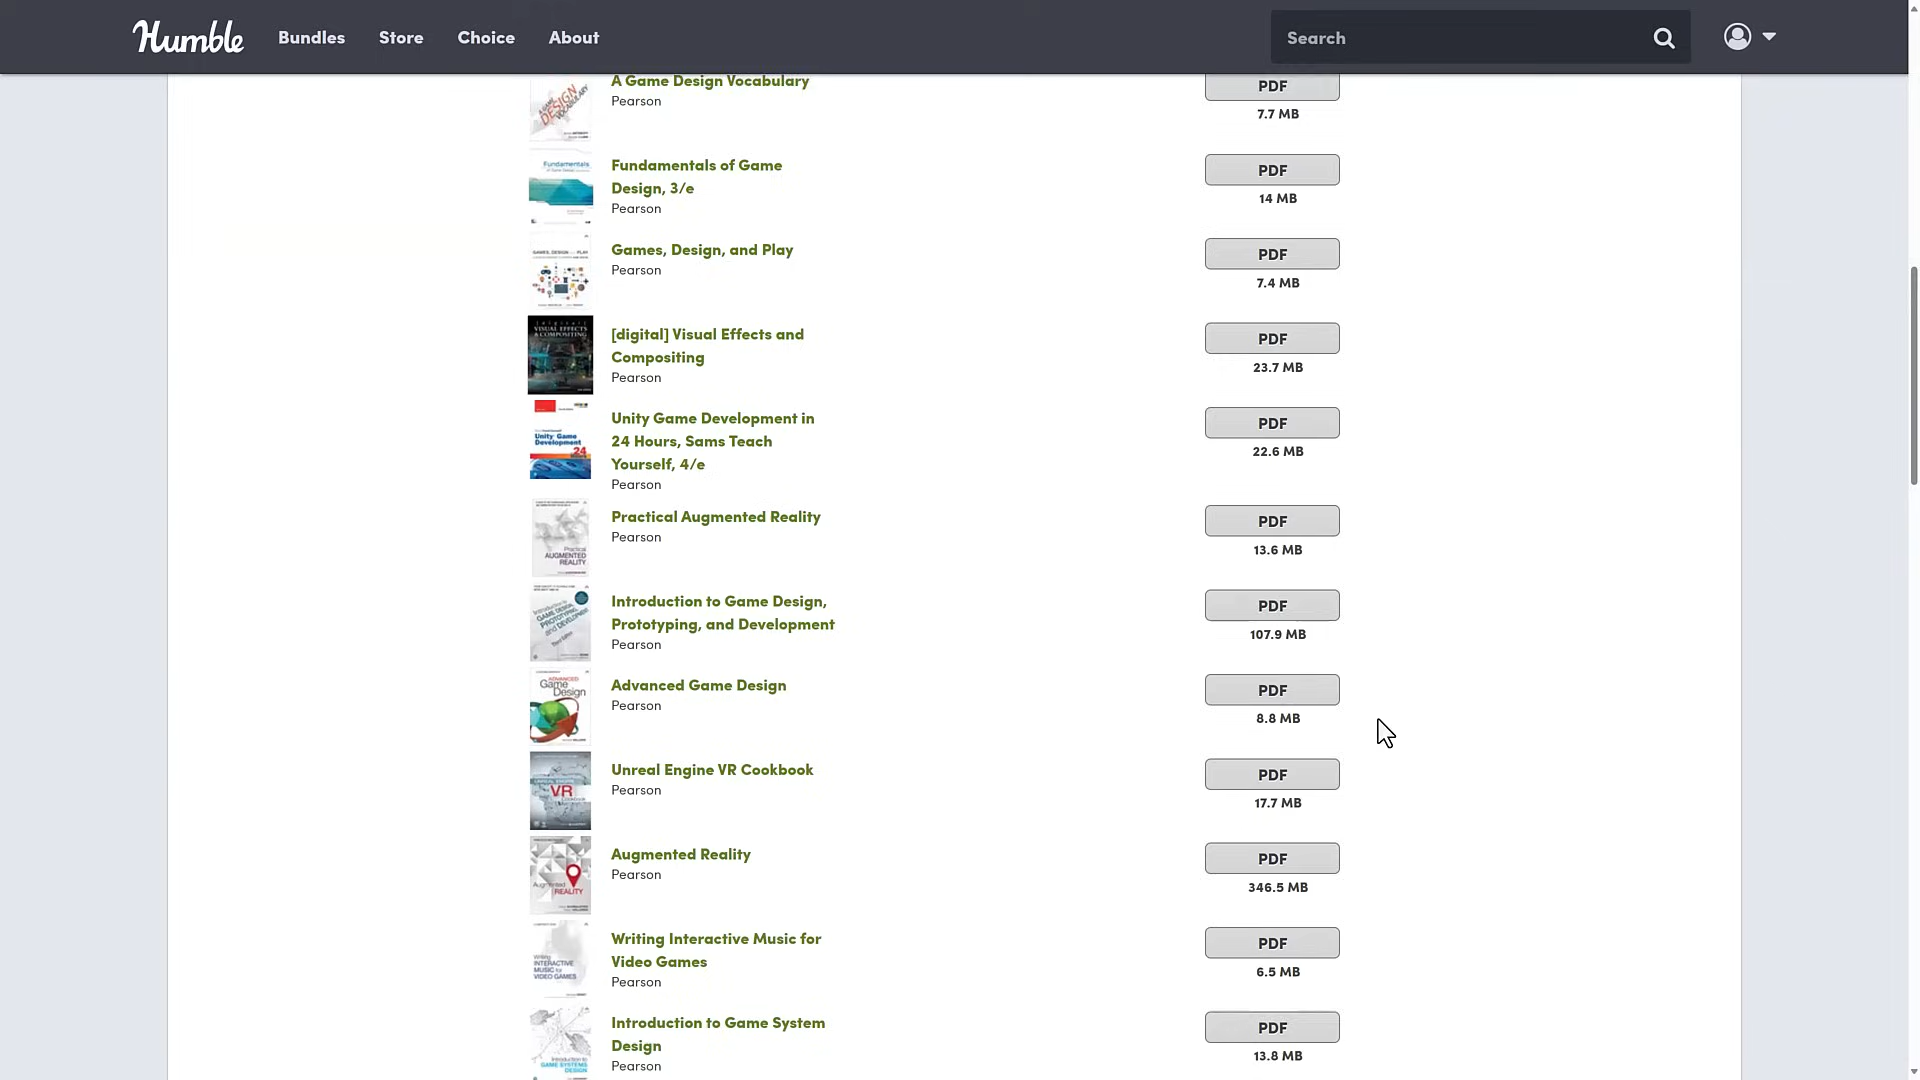 Humble Bundles Store Choice About Search
A Game Design Vocabulary
Pearson
PDF
7.7 MB
Fundamentals of Game
Design, 3/e
Pearson
PDF
14 MB
Games, Design, and Play
Pearson
PDF
7.4 MB
[digital] Visual Effects and
Compositing
Pearson
PDF
23.7 MB
Unity Game Development in
24 Hours, Sams Teach
Yourself, 4/e
Pearson
PDF
22.6 MB
Practical Augmented Reality
Pearson
PDF
13.6 MB
Introduction to Game Design,
Prototyping, and Development
Pearson
PDF
107.9 MB
Advanced Game Design
Pearson
PDF
8.8 MB
Unreal Engine VR Cookbook
Pearson
PDF
17.7 MB
Augmented Reality
Pearson
PDF
346.5 MB
Writing Interactive Music for
Video Games
Pearson
PDF
6.5 MB
Introduction to Game System
Design
Pearson
PDF
13.8 MB